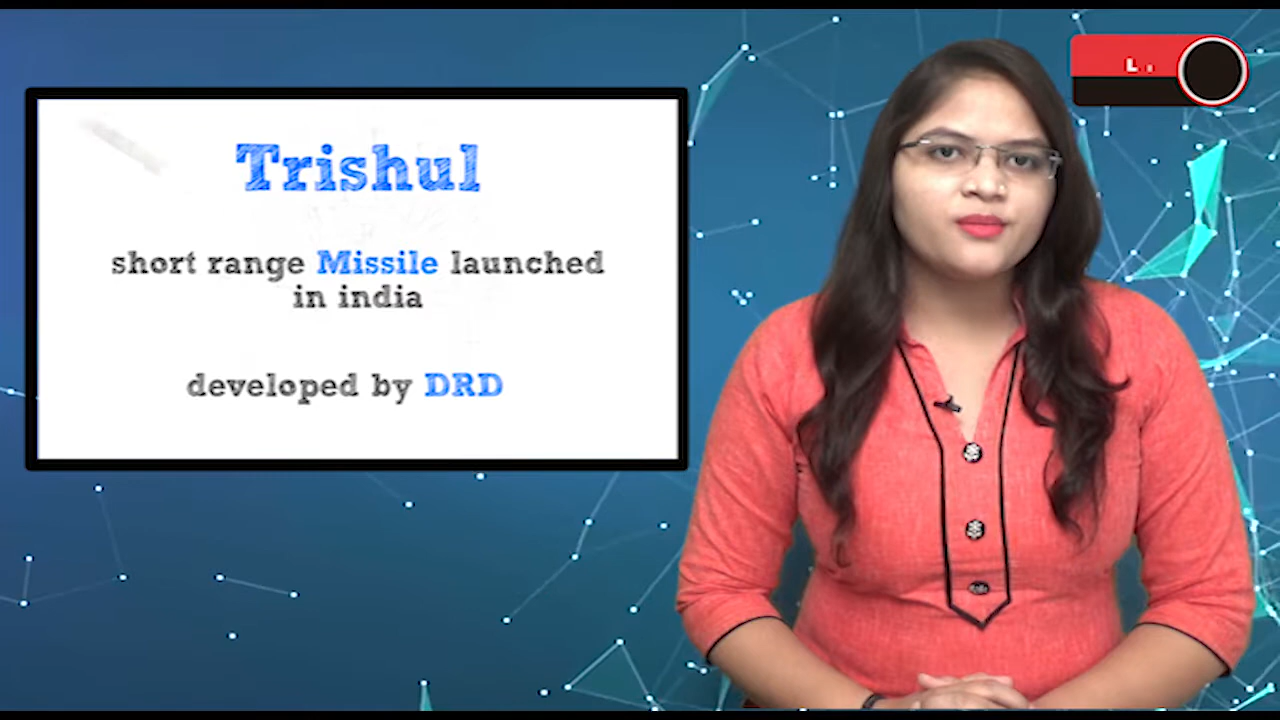 Trishul
short range Missile launched
in india
developed by DRD
L